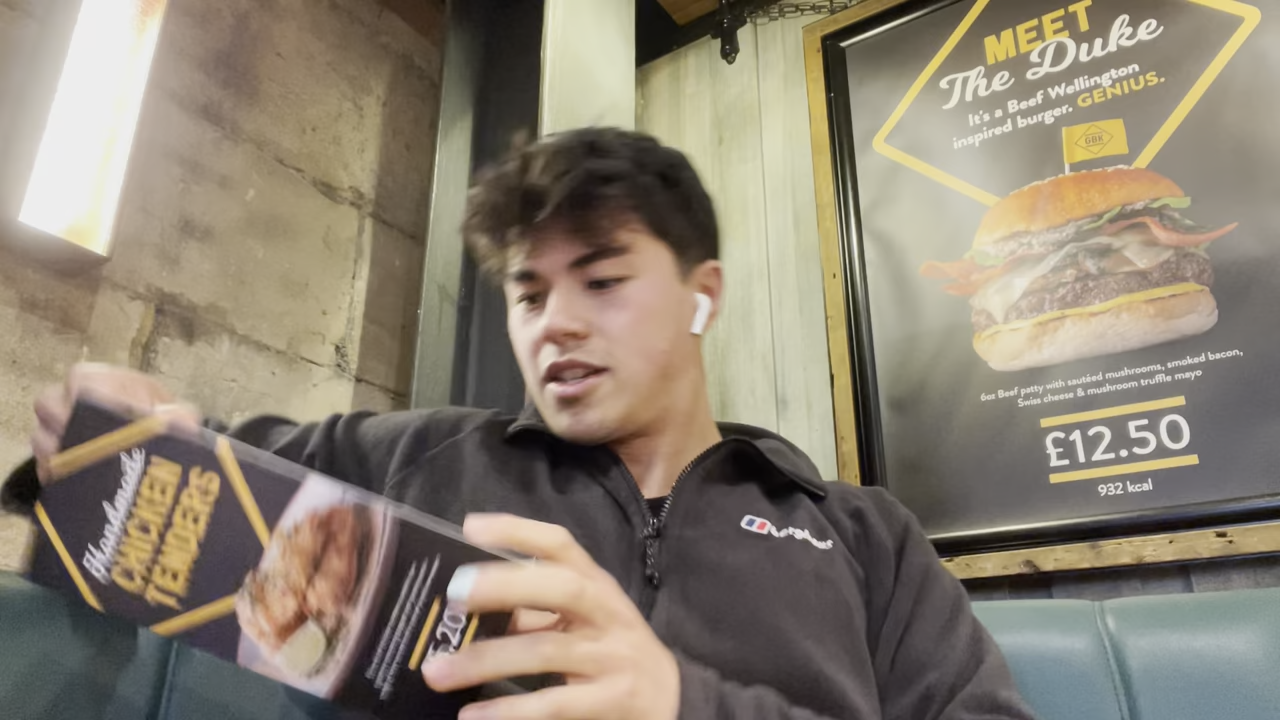 MEET
The Duke
It's a Beef Wellington
inspired burger. GENIUS.
GBK
6oz Beef patty with sautéed mushrooms, smoked bacon,
Swiss cheese & mushroom truffle mayo
£12.50
932 kcal
Handmade
CHICKEN
TENDERS
berghaus